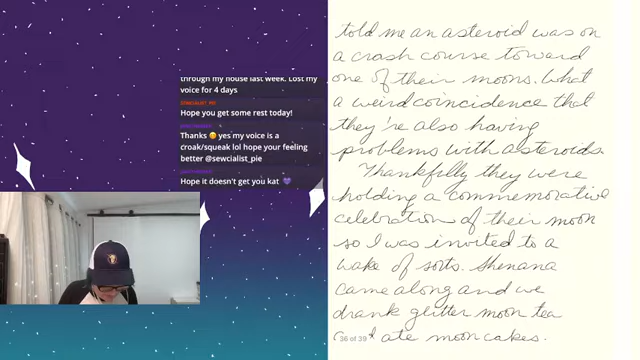 through my house last week. Lost my
voice for 4 days
Hope you get some rest today!
Thanks 😊 yes my voice is a
croak/squeak lol hope your feeling
better @sewcialist_pie
Hope it doesn't get you kat 💜
told me an asteroid was on
a crash course toward
one of their moons. What
a weird coincidence that
they're also having
problems with asteroids.
Thankfully they were
holding a commemorative
celebration of their moon
so I was invited to a
wake of sorts. Shenana
came along and we
drank glitter moon tea
ate moon cakes.
36 of 39